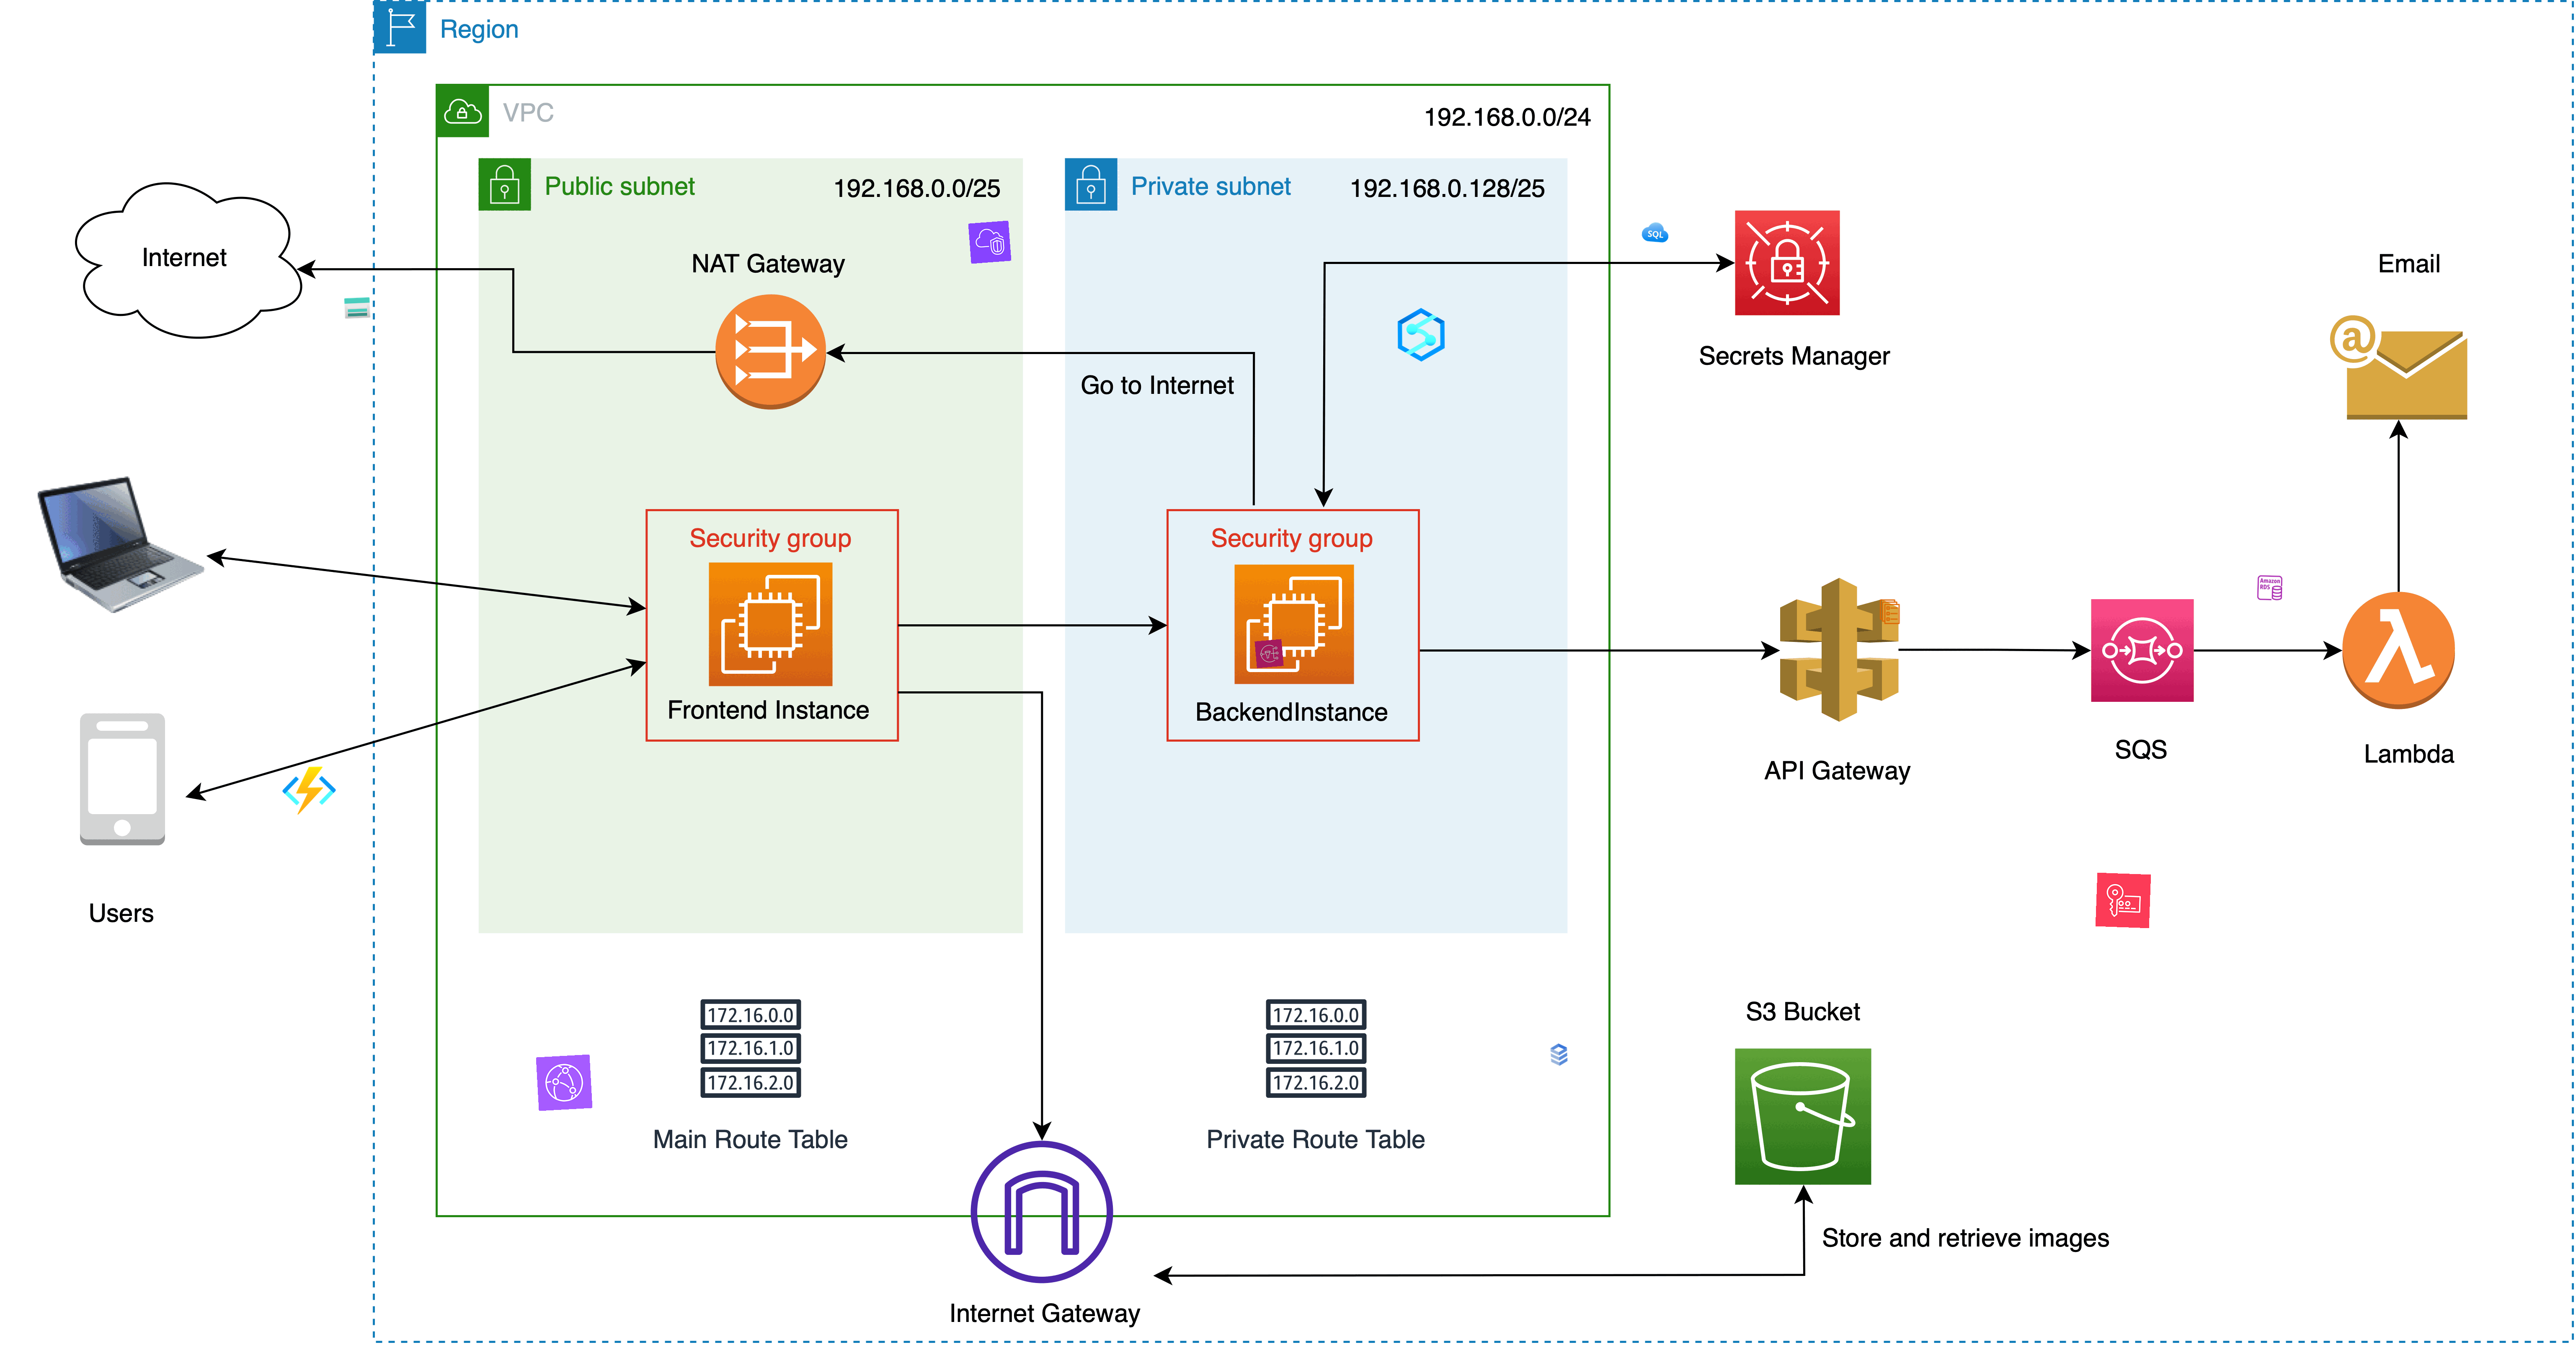 Region
VPC
192.168.0.0/24
Public subnet
192.168.0.0/25
Private subnet
192.168.0.128/25
Internet
NAT Gateway
SQL
Secrets Manager
Email
@
Go to Internet
Security group
Frontend Instance
Security group
BackendInstance
Amazon
RDS
API Gateway
SQS
Lambda
Users
172.16.0.0
172.16.1.0
172.16.2.0
Main Route Table
172.16.0.0
172.16.1.0
172.16.2.0
Private Route Table
S3 Bucket
Store and retrieve images
Internet Gateway